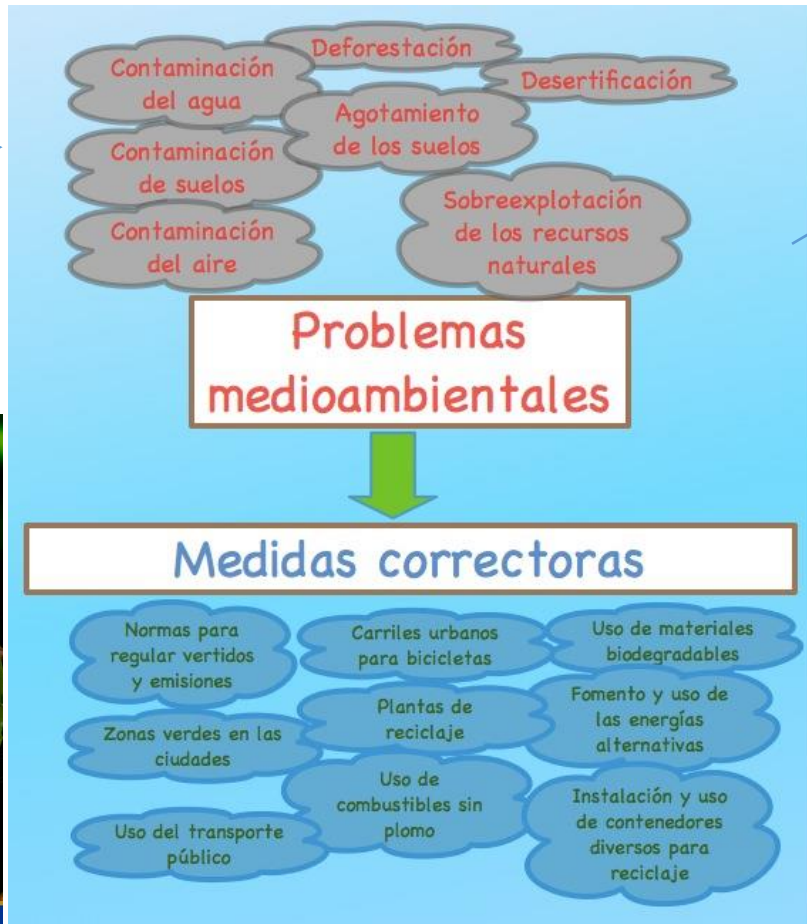 Deforestación
Contaminación
del agua
Desertificación
Agotamiento
de los suelos
Contaminación
de suelos
Sobreexplotación
de los recursos
naturales
Contaminación
del aire
Problemas
medioambientales
Medidas correctoras
Normas para
regular vertidos
y emisiones
Carriles urbanos
para bicicletas
Uso de materiales
biodegradables
Zonas verdes en las
ciudades
Plantas de
reciclaje
Fomento y uso de
las energías
alternativas
Uso del transporte
público
Uso de
combustibles sin
plomo
Instalación y uso
de contenedores
diversos para
reciclaje